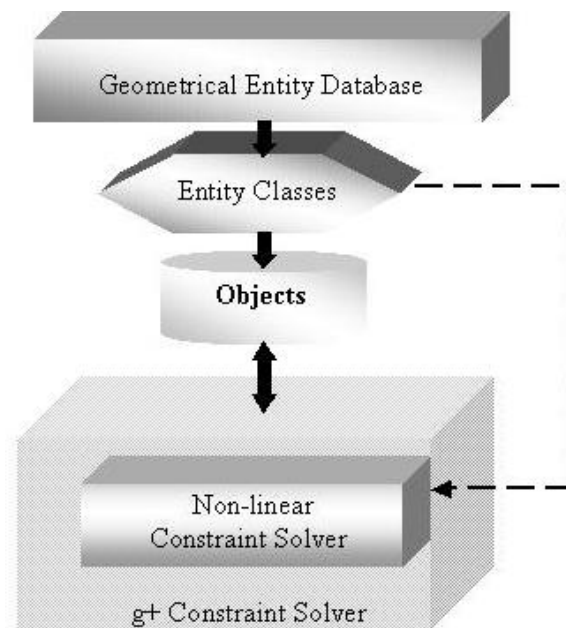 Geometrical Entity Database
Entity Classes
Objects
Non-linear
Constraint Solver
g+ Constraint Solver